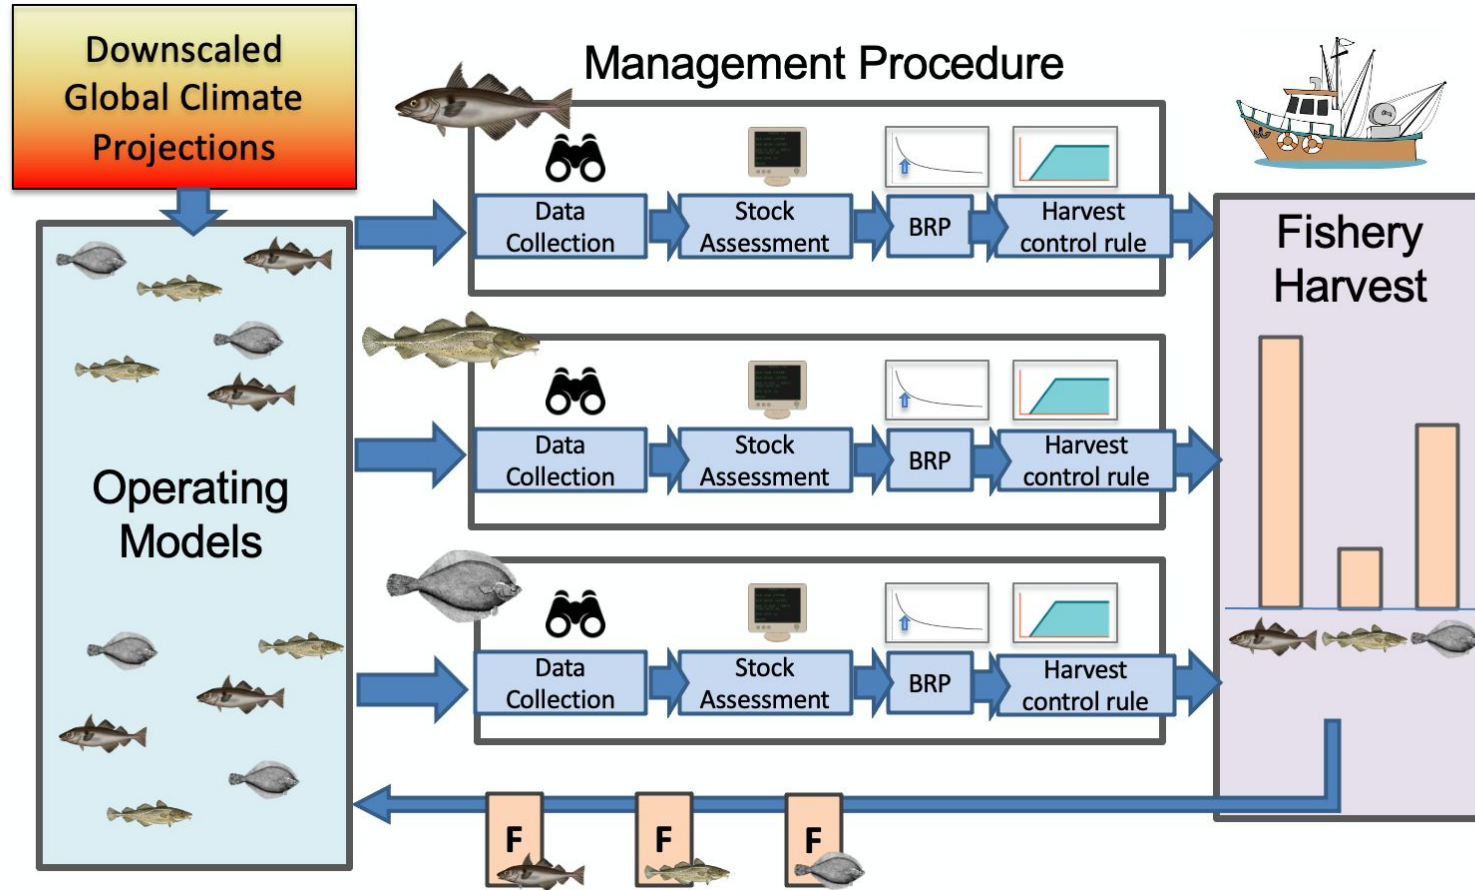 Downscaled
Global Climate
Projections
Management Procedure
Data
Collection
Stock
Assessment
BRP
Harvest
control rule
Fishery
Harvest
Data
Collection
Stock
Assessment
BRP
Harvest
control rule
Operating
Models
Data
Collection
Stock
Assessment
BRP
Harvest
control rule
F
F
F